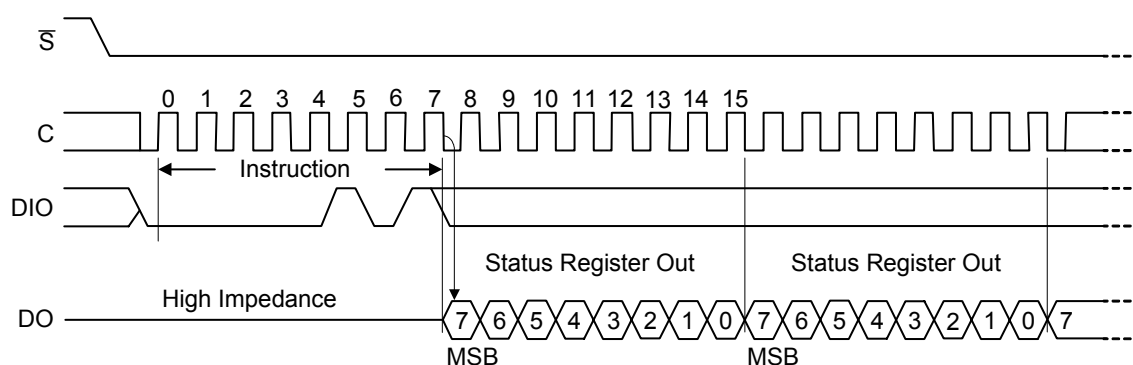 S̅
0 1 2 3 4 5 6 7 8 9 10 11 12 13 14 15
C
Instruction
DIO
Status Register Out Status Register Out
High Impedance
DO 7 6 5 4 3 2 1 0 7 6 5 4 3 2 1 0 7
MSB MSB